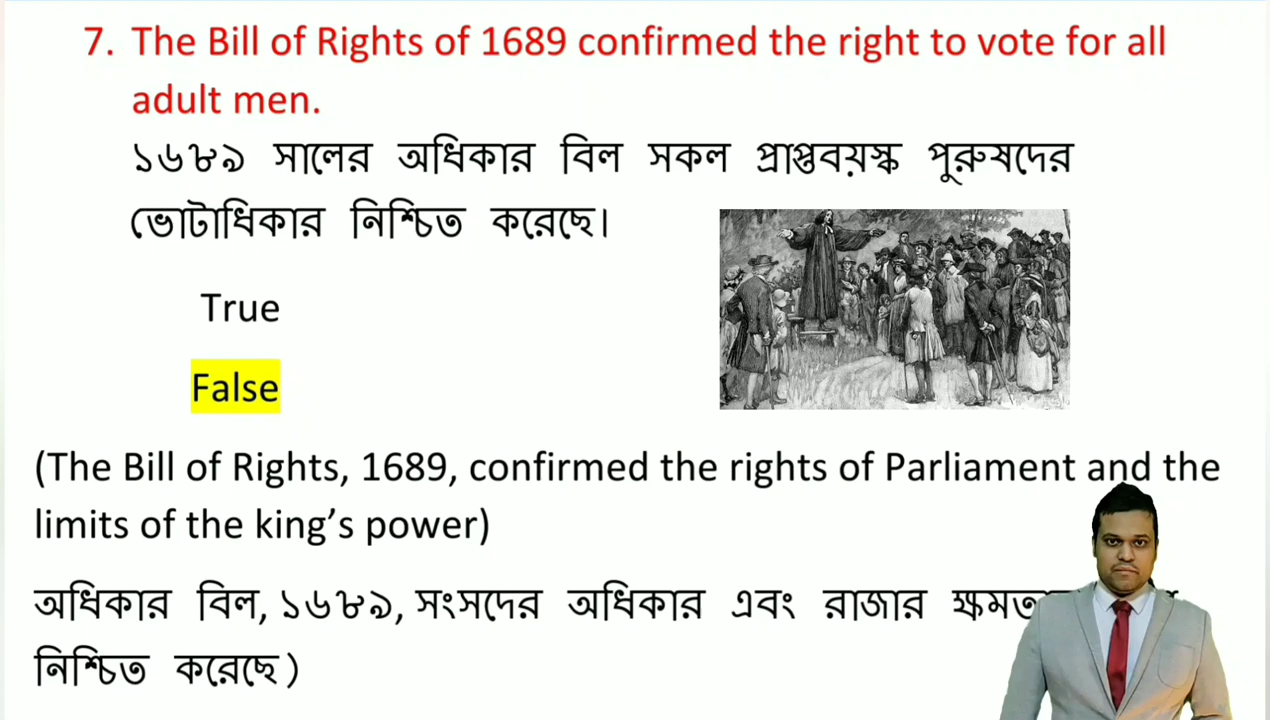 7. The Bill of Rights of 1689 confirmed the right to vote for all
adult men.
১৬৮৯ সালের অধিকার বিল সকল প্রাপ্তবয়স্ক পুরুষদের
ভোটাধিকার নিশ্চিত করেছে।
True
False
(The Bill of Rights, 1689, confirmed the rights of Parliament and the
limits of the king’s power)
অধিকার বিল, ১৬৮৯, সংসদের অধিকার এবং রাজার
নিশ্চিত করেছে)